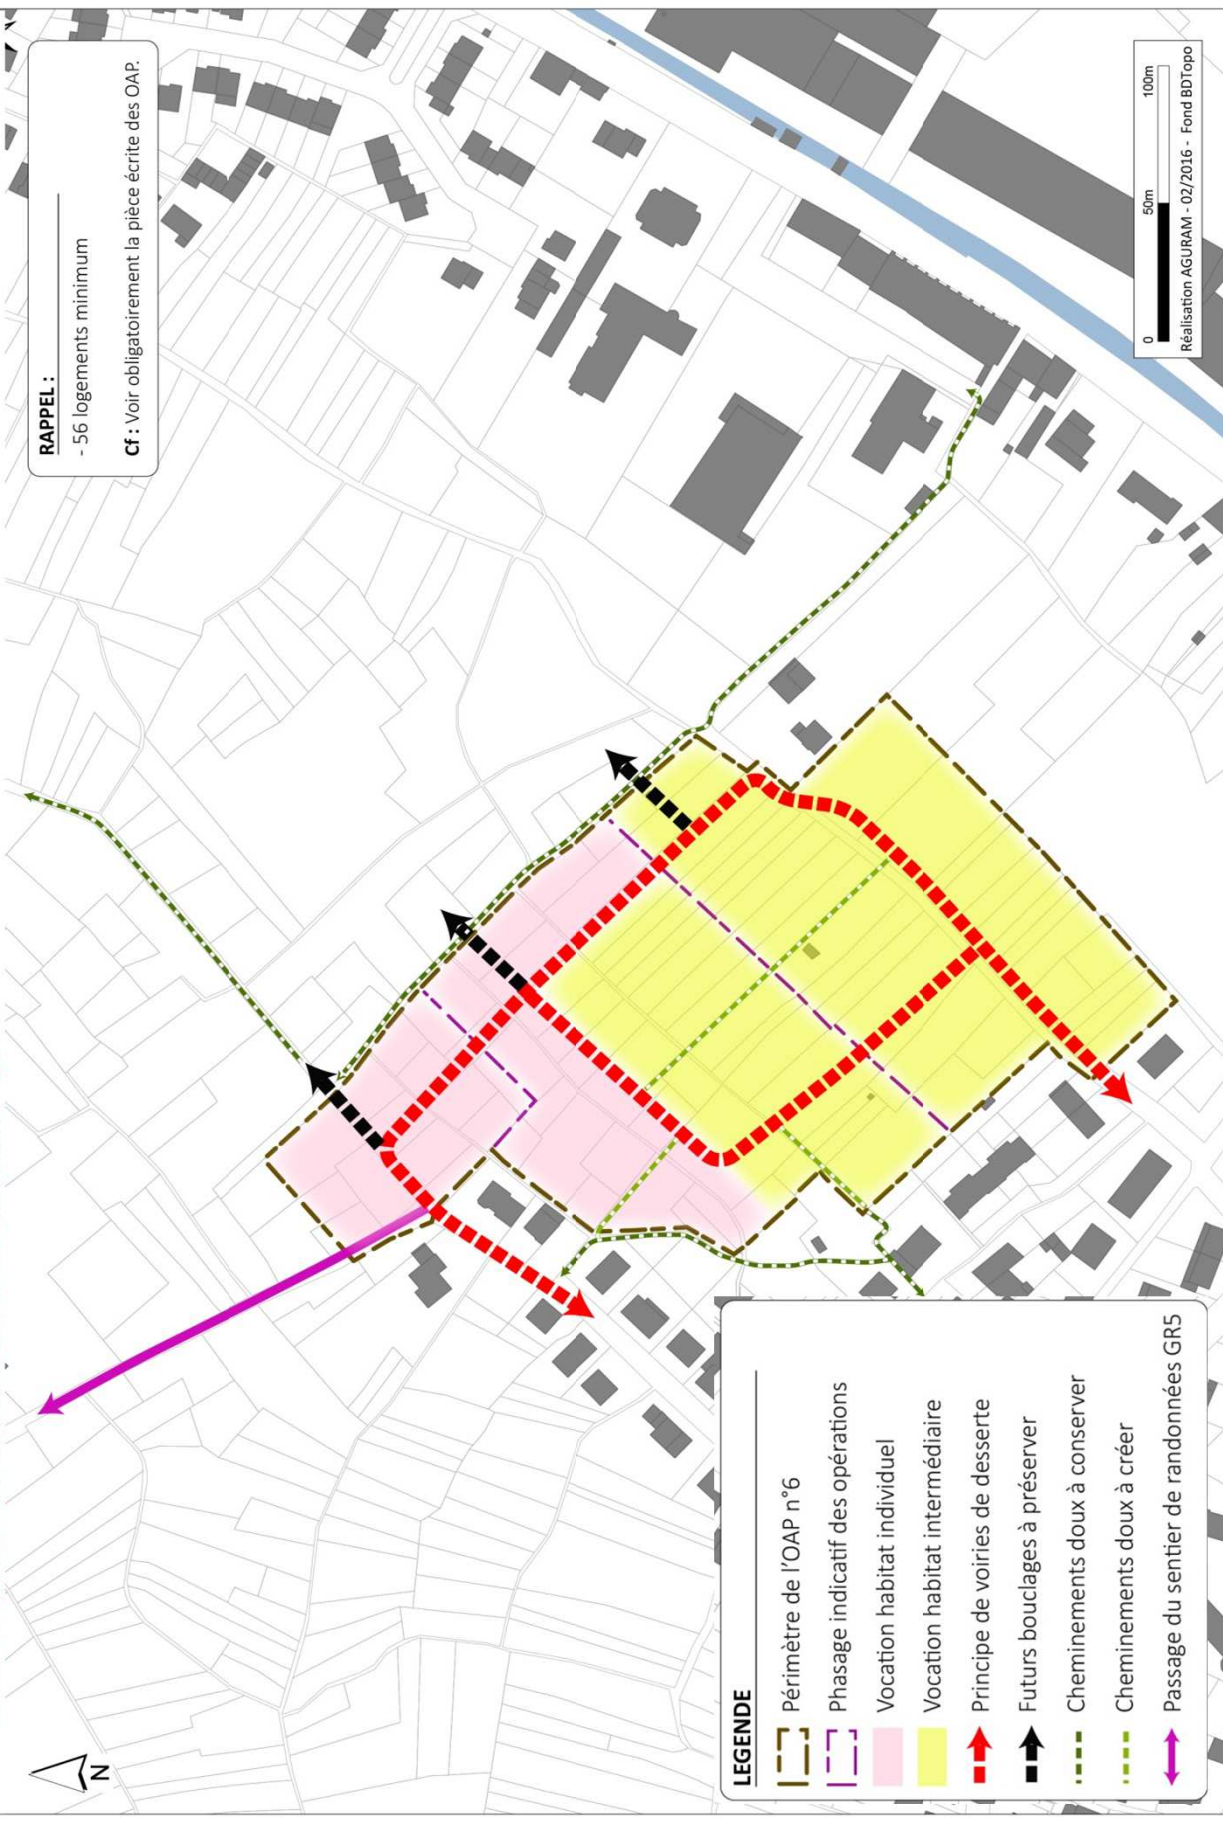 RAPPEL :
- 56 logements minimum
Cf : Voir obligatoirement la pièce écrite des OAP.
N
LEGENDE
Périmètre de l'OAP n°6
Phasage indicatif des opérations
Vocation habitat individuel
Vocation habitat intermédiaire
Principe de voiries de desserte
Futurs bouclages à préserver
Cheminements doux à conserver
Cheminements doux à créer
Passage du sentier de randonnées GR5
0 50m 100m
Réalisation AGURAM - 02/2016 - Fond BDTopo